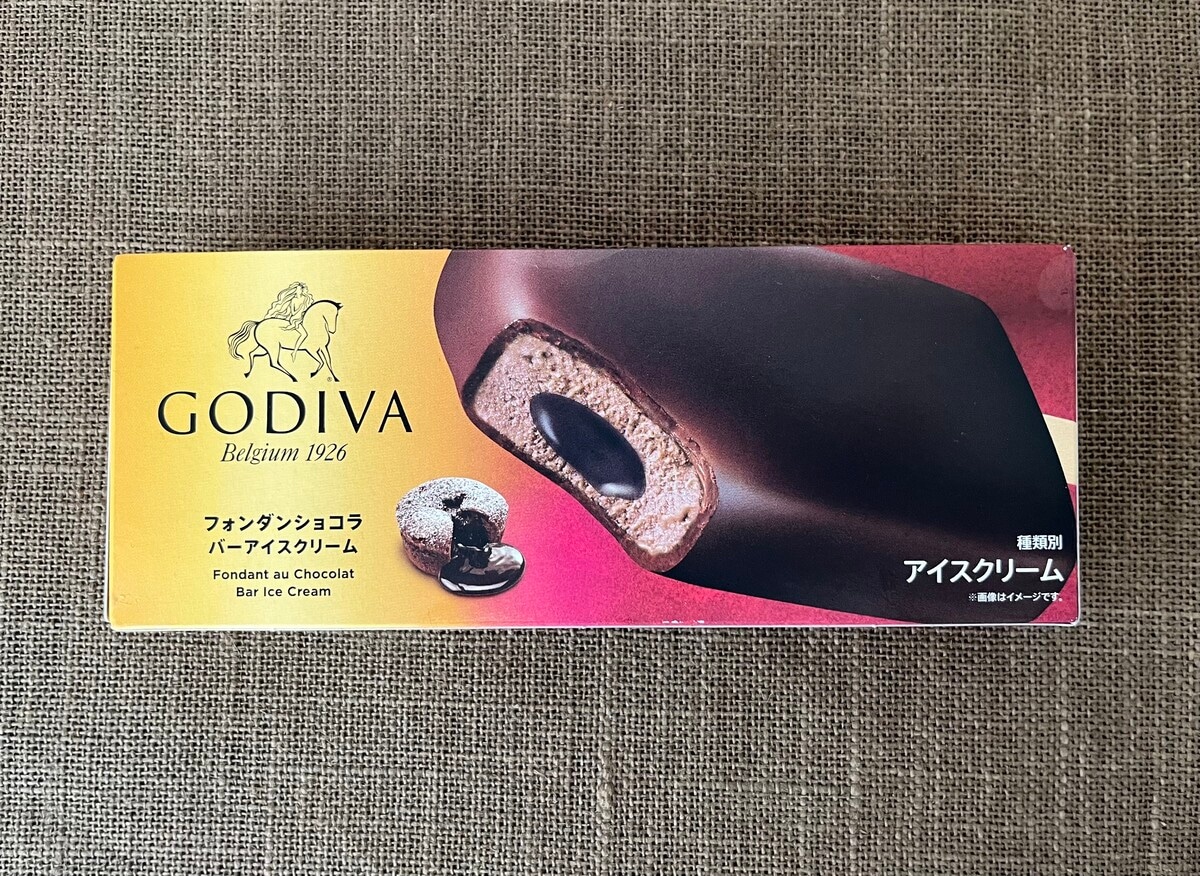 GODIVA
Belgium 1926
フォンダンショコラ
バーアイスクリーム
Fondant au Chocolat
Bar Ice Cream
種類別
アイスクリーム
※画像はイメージです。